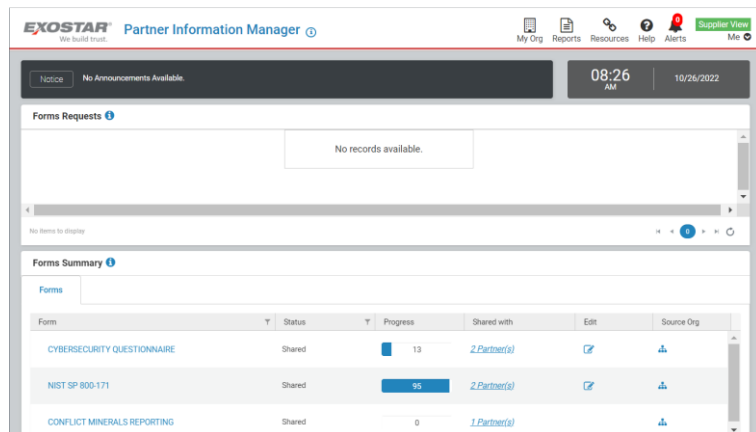 EXOSTAR® Partner Information Manager
We build trust.
My Org Reports Resources Help Alerts
0
Supplier View
Me
Notice No Announcements Available.
08:26
AM
10/26/2022
Forms Requests
No records available.
No items to display
0
Forms Summary
Forms
Form Status Progress Shared with Edit Source Org
CYBERSECURITY QUESTIONNAIRE Shared 13 2 Partner(s)
NIST SP 800-171 Shared 95 2 Partner(s)
CONFLICT MINERALS REPORTING Shared 0 1 Partner(s)